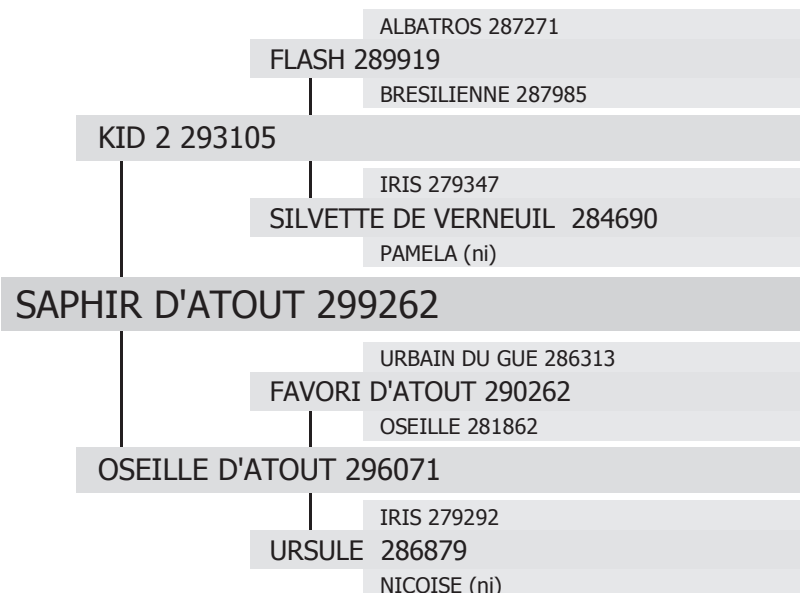 ALBATROS 287271
FLASH 289919
BRESILIENNE 287985
KID 2 293105
IRIS 279347
SILVETTE DE VERNEUIL 284690
PAMELA (ni)
SAPHIR D'ATOUT 299262
URBAIN DU GUE 286313
FAVORI D'ATOUT 290262
OSEILLE 281862
OSEILLE D'ATOUT 296071
IRIS 279292
URSULE 286879
NICOISE (ni)